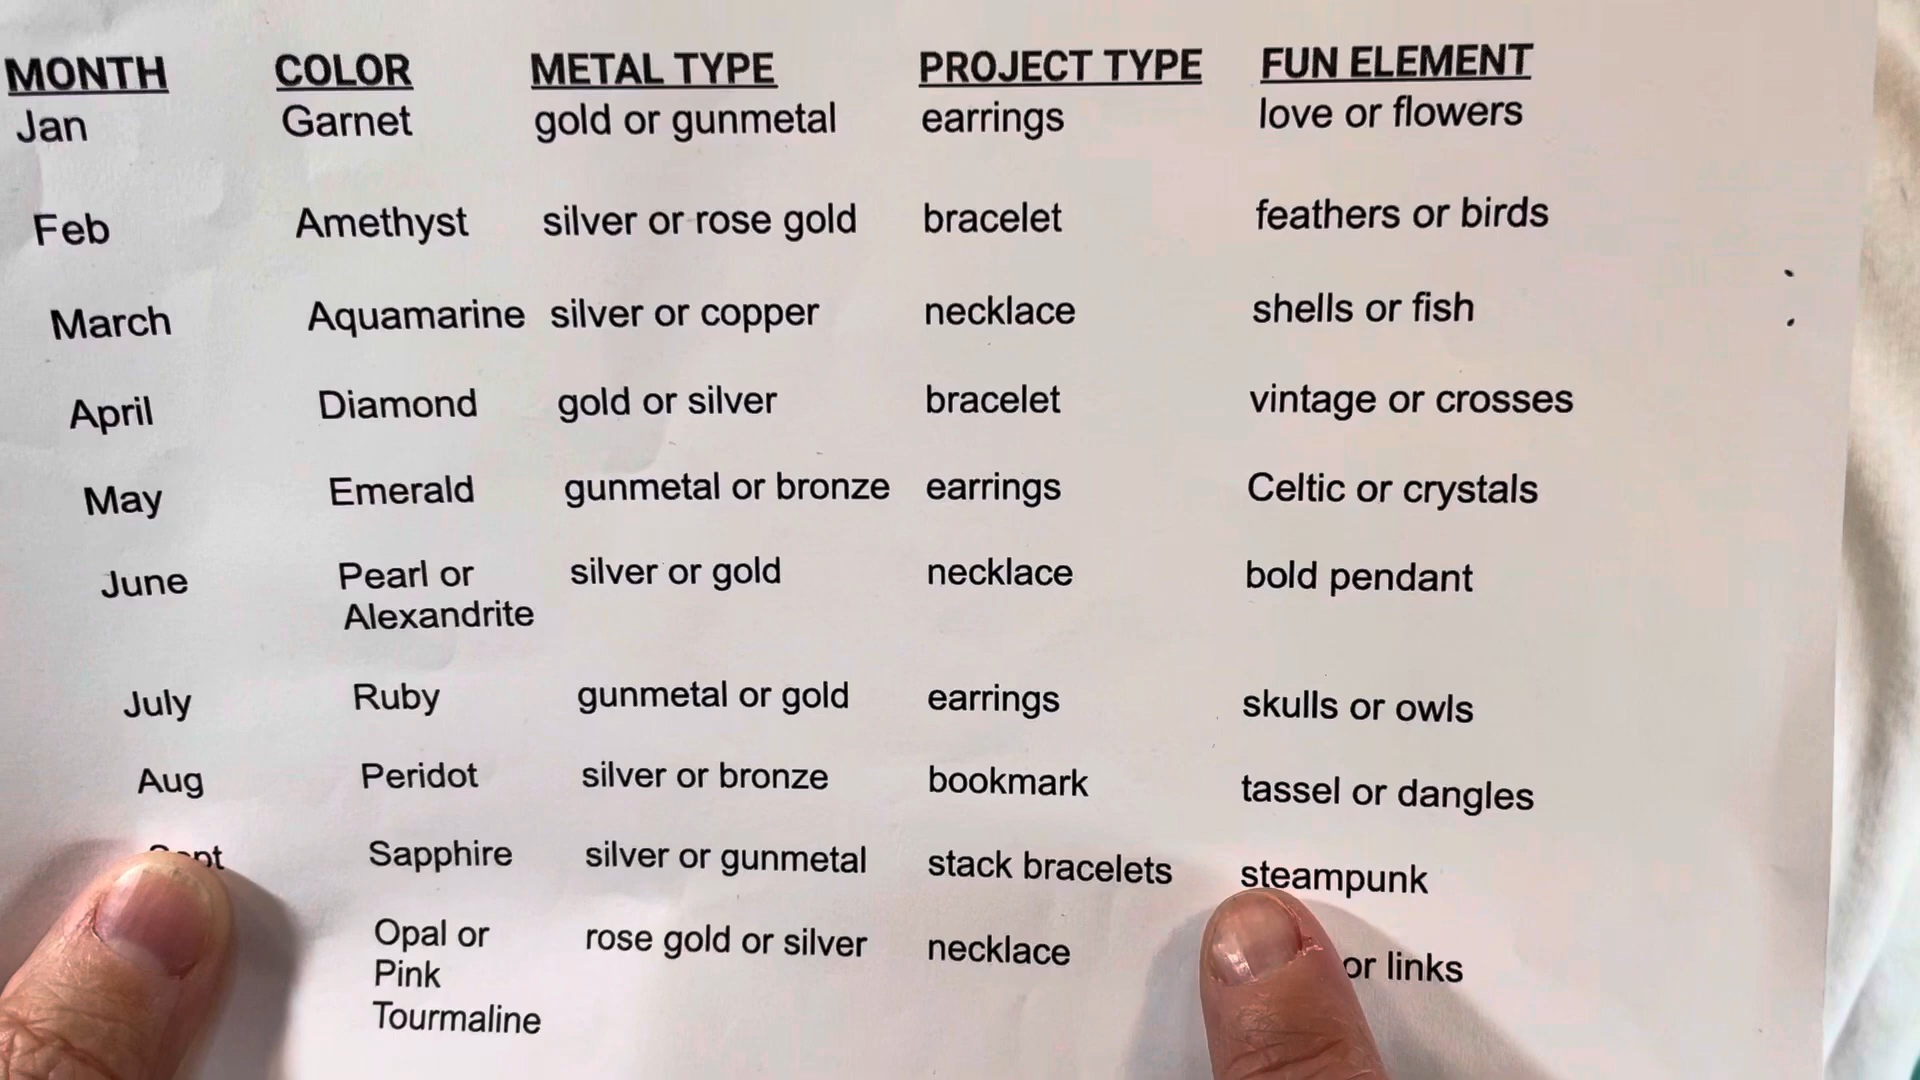 MONTH COLOR METAL TYPE PROJECT TYPE FUN ELEMENT
Jan Garnet gold or gunmetal earrings love or flowers
Feb Amethyst silver or rose gold bracelet feathers or birds
March Aquamarine silver or copper necklace shells or fish
April Diamond gold or silver bracelet vintage or crosses
May Emerald gunmetal or bronze earrings Celtic or crystals
June Pearl or silver or gold necklace bold pendant
Alexandrite
July Ruby gunmetal or gold earrings skulls or owls
Aug Peridot silver or bronze bookmark tassel or dangles
Sept Sapphire silver or gunmetal stack bracelets steampunk
Opal or rose gold or silver necklace or links
Pink
Tourmaline